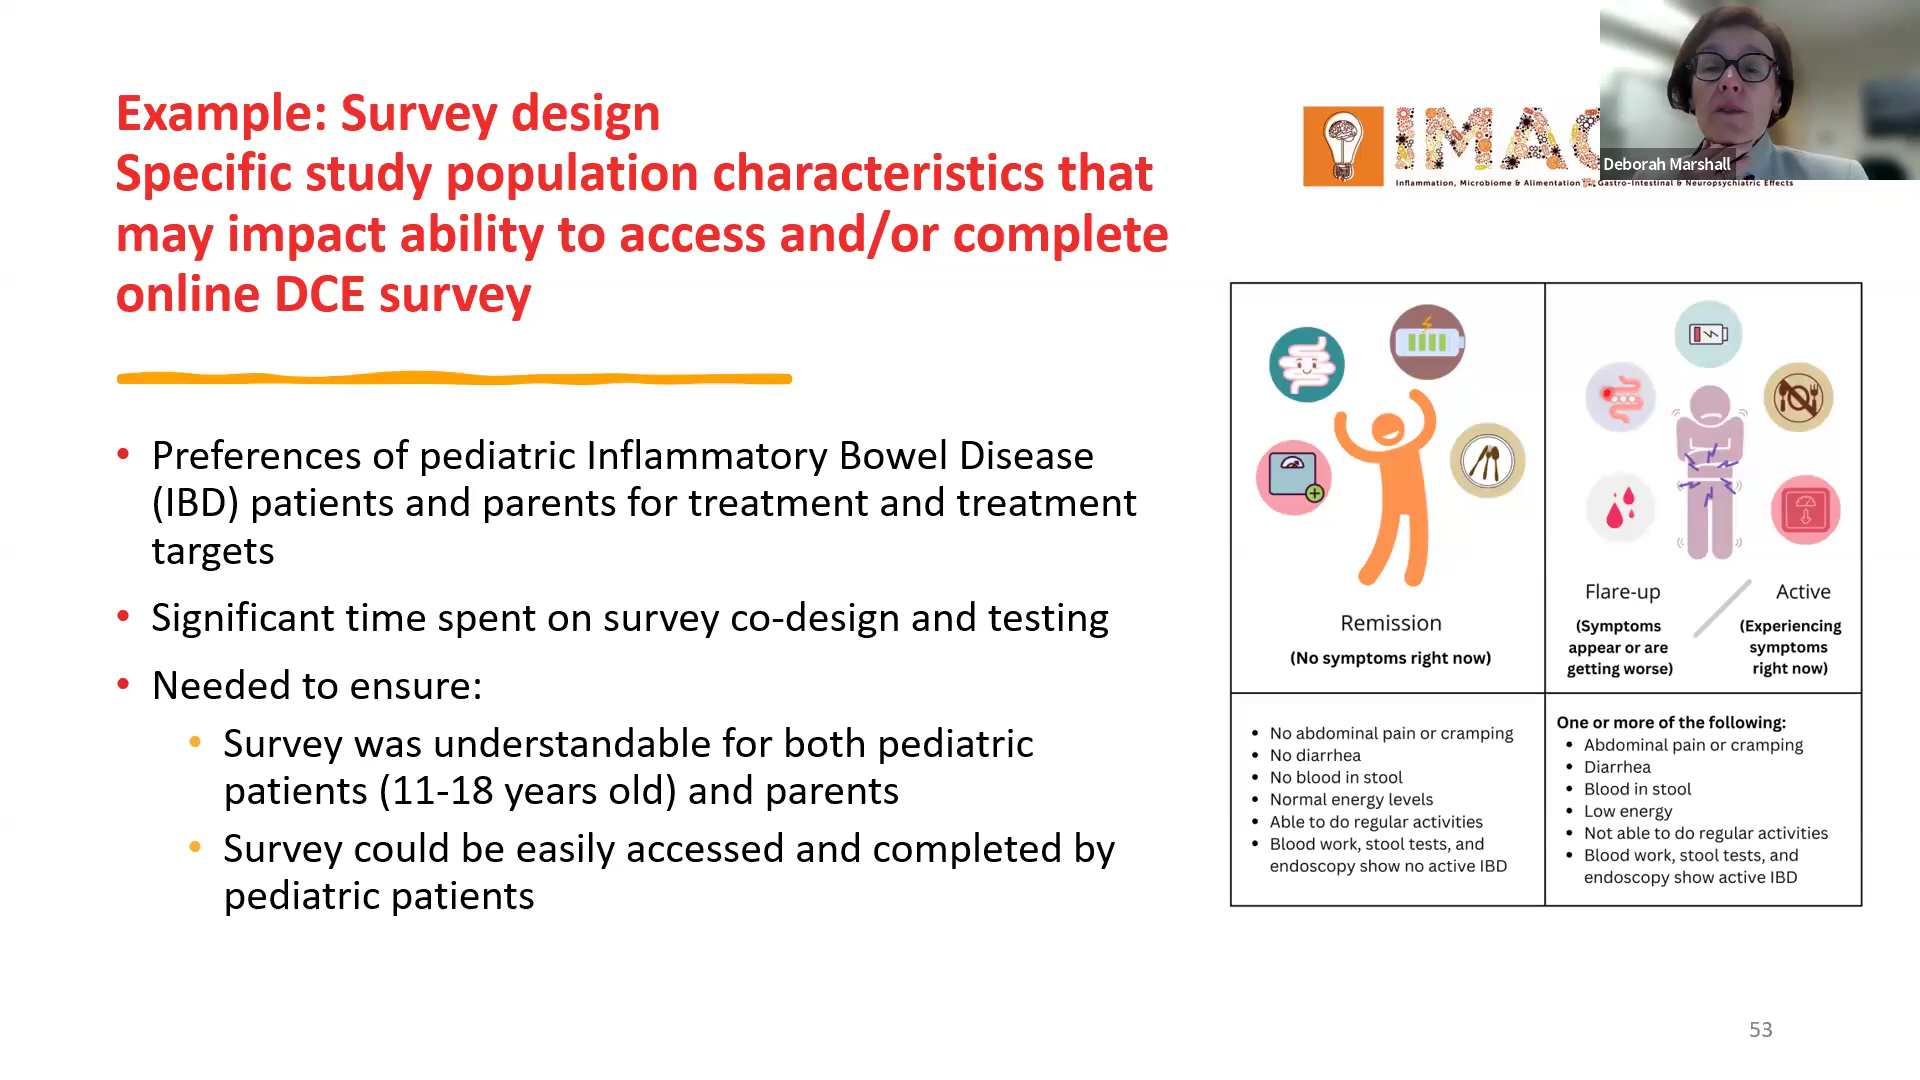 Example: Survey design
Specific study population characteristics that
may impact ability to access and/or complete
online DCE survey
IMAG
Inflammation, Microbiome & Alimentation: Gastro-Intestinal & Neuropsychiatric Effects
Deborah Marshall
• Preferences of pediatric Inflammatory Bowel Disease
(IBD) patients and parents for treatment and treatment
targets
• Significant time spent on survey co-design and testing
• Needed to ensure:
• Survey was understandable for both pediatric
patients (11-18 years old) and parents
• Survey could be easily accessed and completed by
pediatric patients
Remission
(No symptoms right now)
Flare-up
(Symptoms
appear or are
getting worse)
Active
(Experiencing
symptoms
right now)
• No abdominal pain or cramping
• No diarrhea
• No blood in stool
• Normal energy levels
• Able to do regular activities
• Blood work, stool tests, and
endoscopy show no active IBD
One or more of the following:
• Abdominal pain or cramping
• Diarrhea
• Blood in stool
• Low energy
• Not able to do regular activities
• Blood work, stool tests, and
endoscopy show active IBD
53